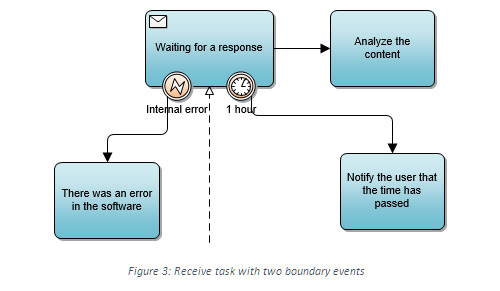 Waiting for a response
Analyze the
content
Internal error
1 hour
There was an error
in the software
Notify the user that
the time has
passed
Figure 3: Receive task with two boundary events